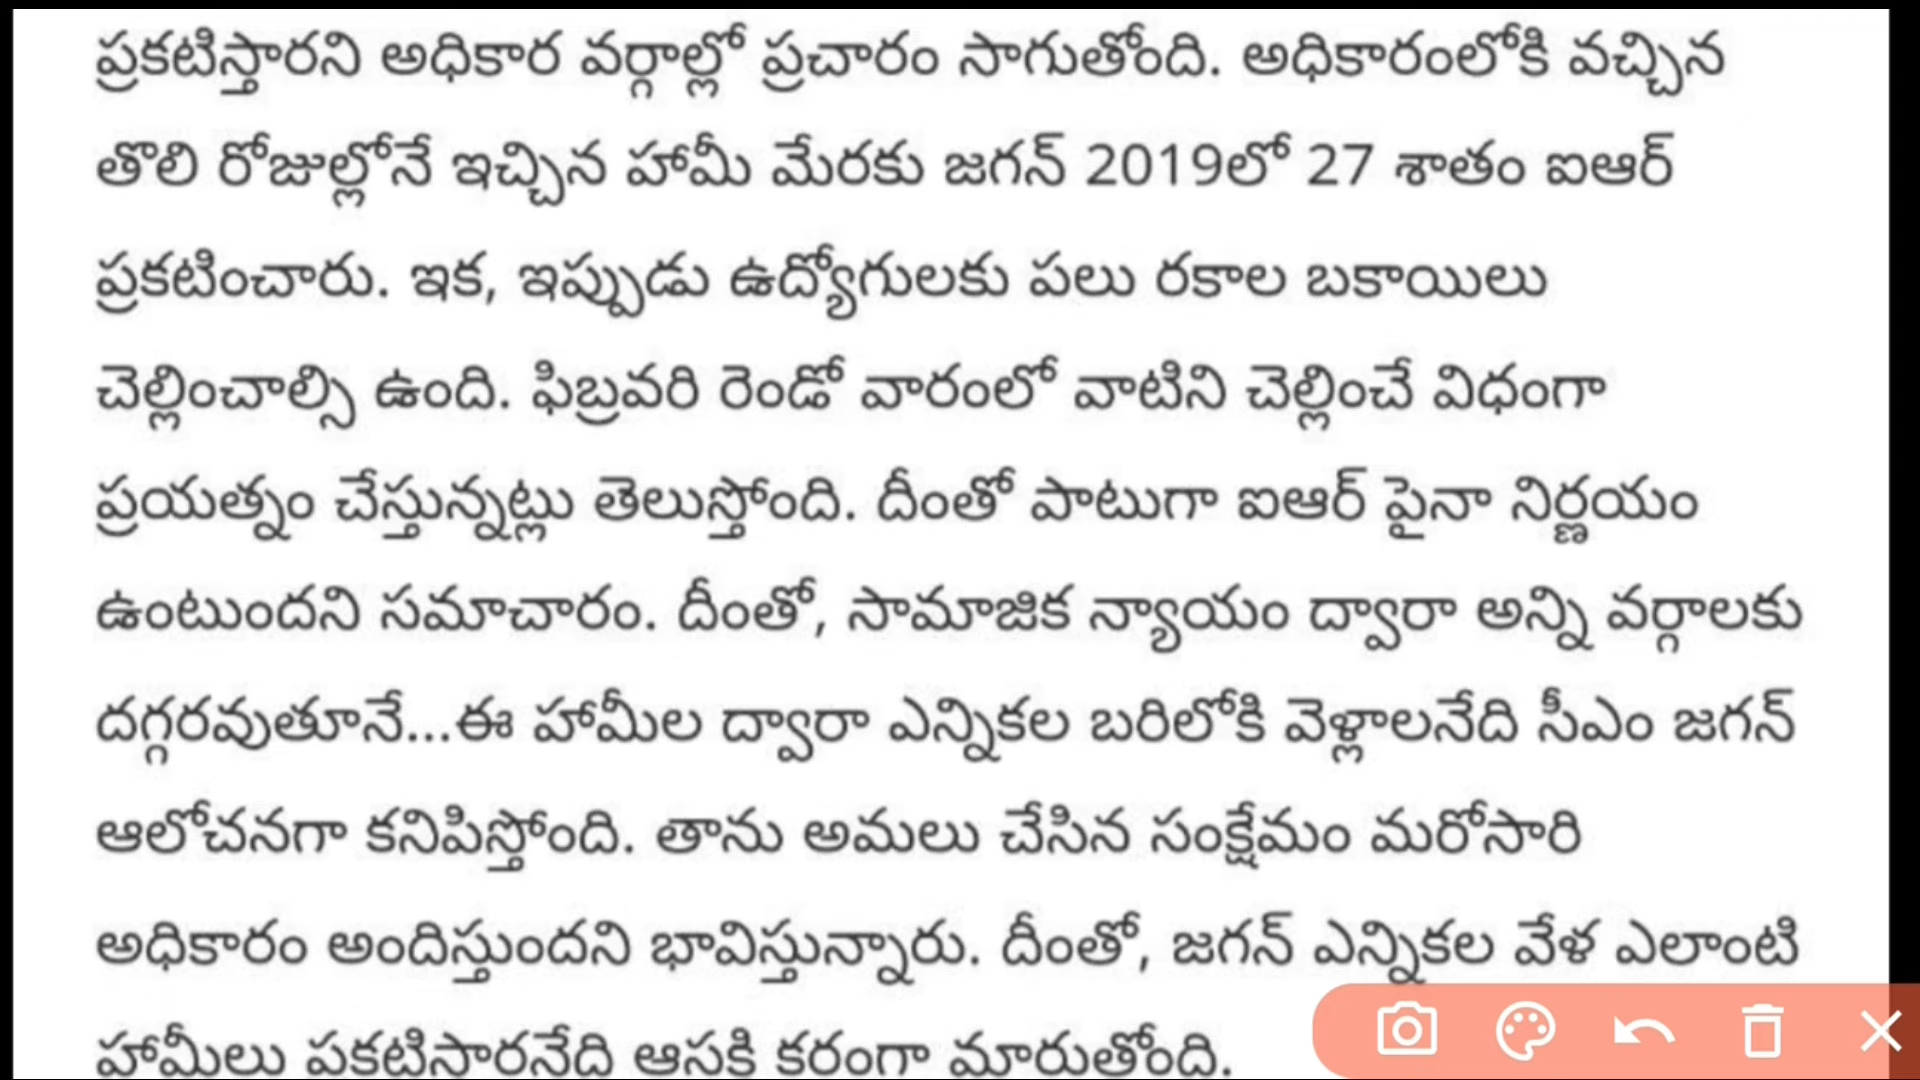 ప్రకటిస్తారని అధికార వర్గాల్లో ప్రచారం సాగుతోంది. అధికారంలోకి వచ్చిన
తొలి రోజుల్లోనే ఇచ్చిన హామీ మేరకు జగన్ 2019లో 27 శాతం ఐఆర్
ప్రకటించారు. ఇక, ఇప్పుడు ఉద్యోగులకు పలు రకాల బకాయిలు
చెల్లించాల్సి ఉంది. ఫిబ్రవరి రెండో వారంలో వాటిని చెల్లించే విధంగా
ప్రయత్నం చేస్తున్నట్లు తెలుస్తోంది. దీంతో పాటుగా ఐఆర్ పైనా నిర్ణయం
ఉంటుందని సమాచారం. దీంతో, సామాజిక న్యాయం ద్వారా అన్ని వర్గాలకు
దగ్గరవుతూనే...ఈ హామీల ద్వారా ఎన్నికల బరిలోకి వెళ్లాలనేది సీఎం జగన్
ఆలోచనగా కనిపిస్తోంది. తాను అమలు చేసిన సంక్షేమం మరోసారి
అధికారం అందిస్తుందని భావిస్తున్నారు. దీంతో, జగన్ ఎన్నికల వేళ ఎలాంటి
హామీలు ప్రకటిస్తారనేది ఆసక్తి కరంగా మారుతోంది.